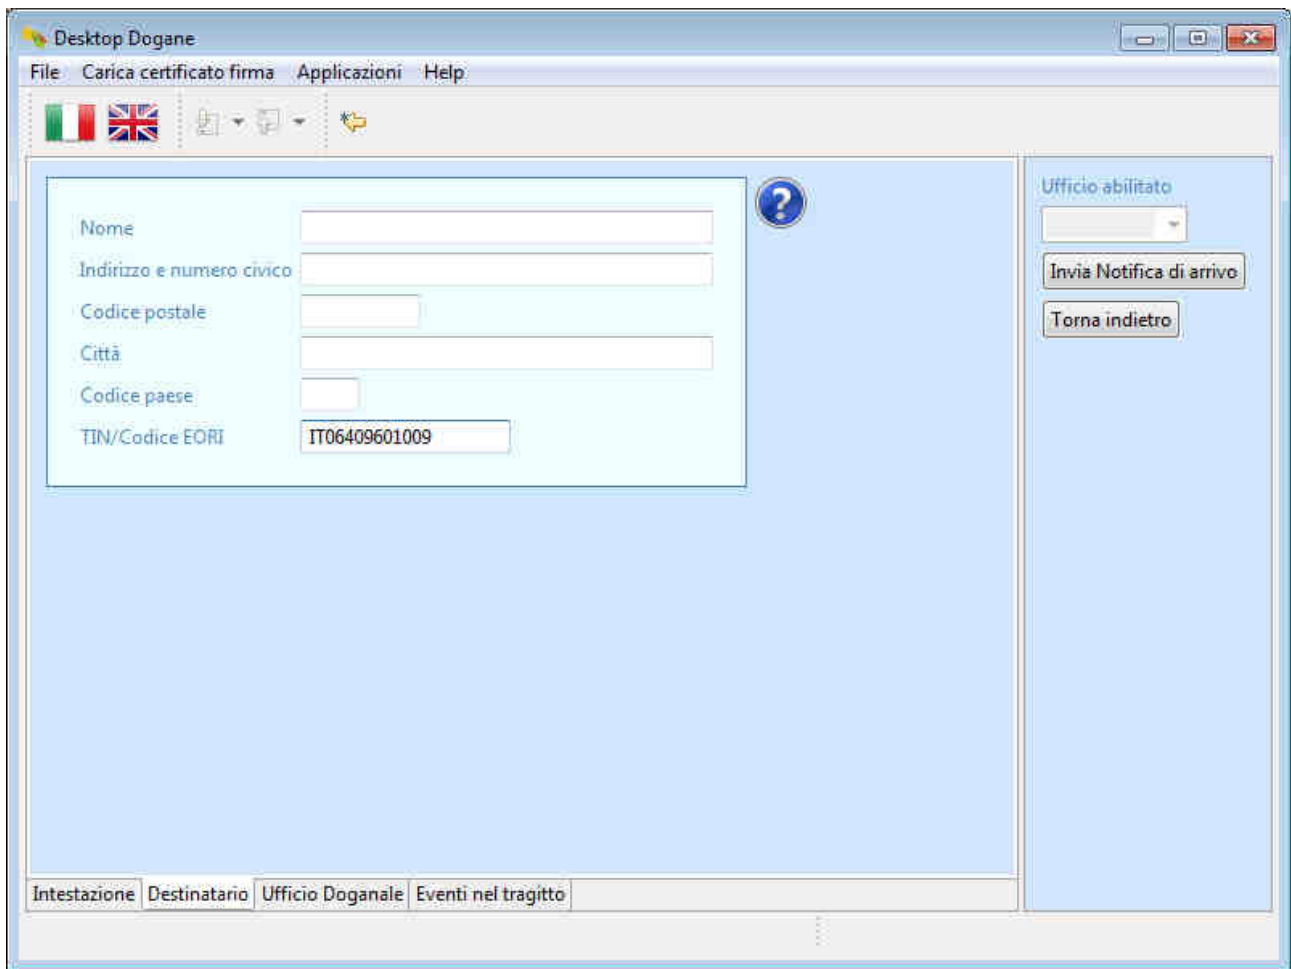 Desktop Dogane
File Carica certificato firma Applicazioni Help
Ufficio abilitato
Nome
Indirizzo e numero civico
Invia Notifica di arrivo
Codice postale
Torna indietro
Città
Codice paese
TIN/Codice EORI IT06409601009
Intestazione Destinatario Ufficio Doganale Eventi nel tragitto